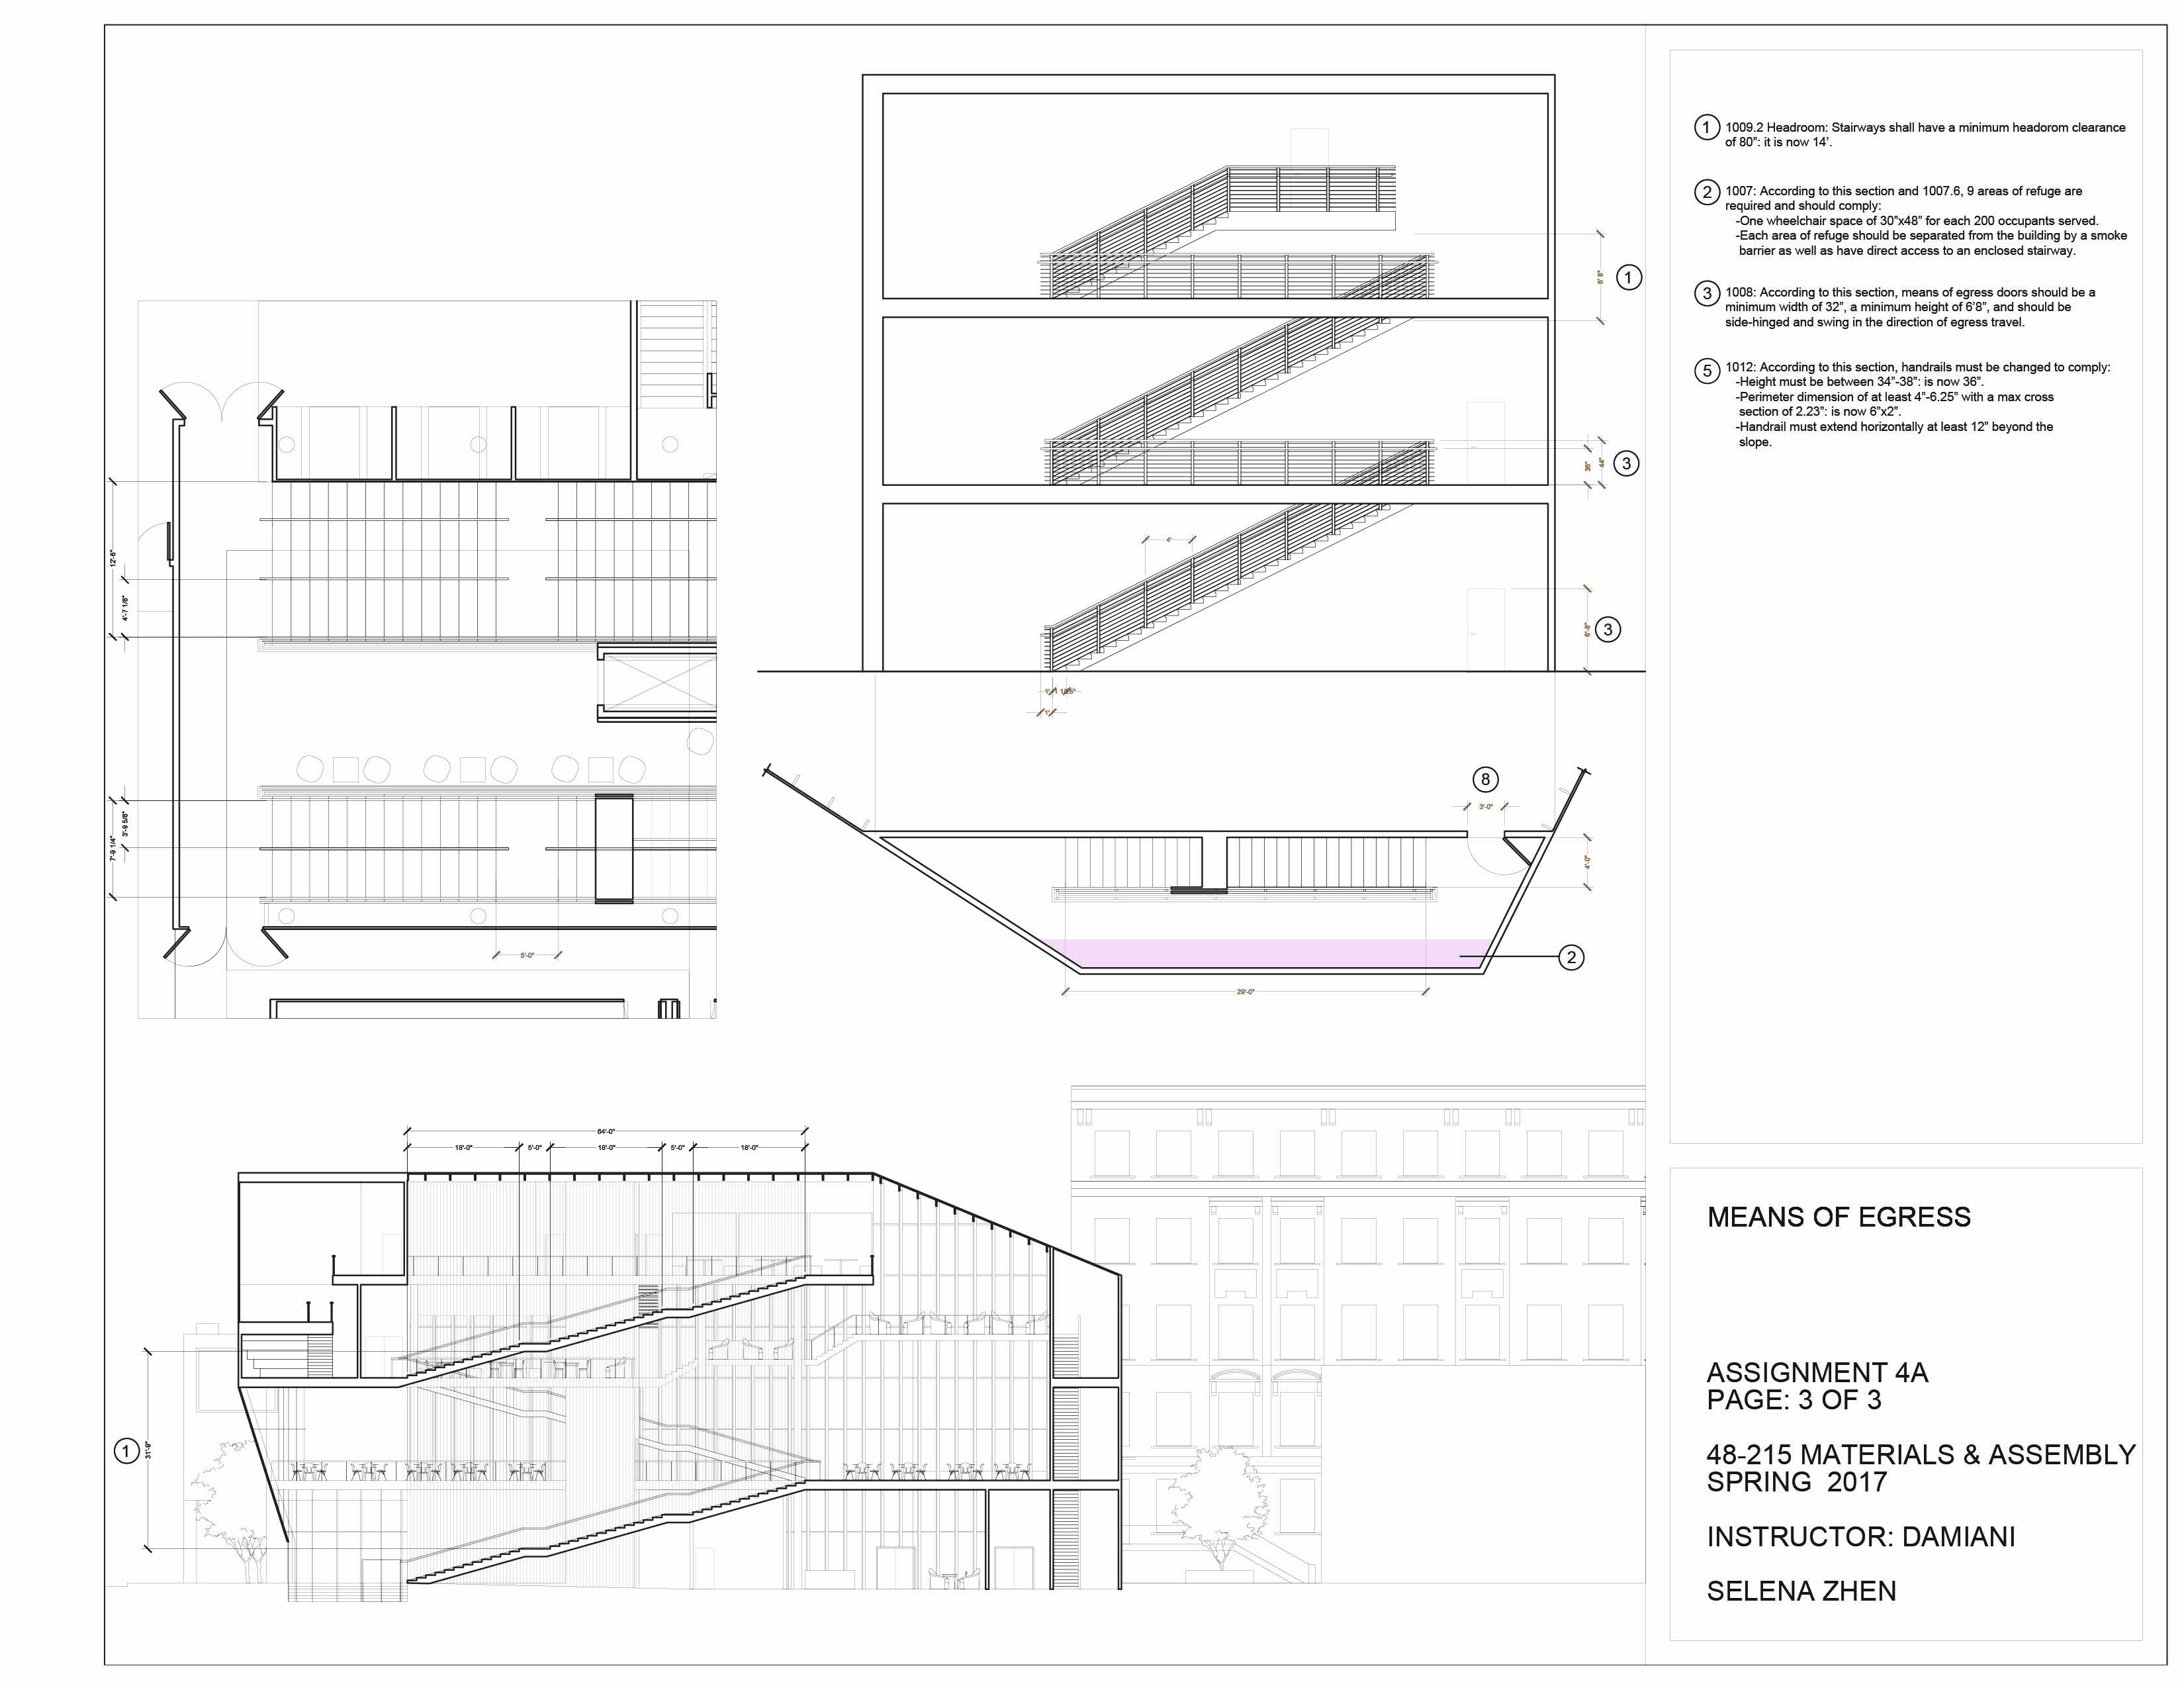 1 1009.2 Headroom: Stairways shall have a minimum headorom clearance
of 80”: it is now 14’.
2 1007: According to this section and 1007.6, 9 areas of refuge are
required and should comply:
-One wheelchair space of 30”x48” for each 200 occupants served.
-Each area of refuge should be separated from the building by a smoke
barrier as well as have direct access to an enclosed stairway.
3 1008: According to this section, means of egress doors should be a
minimum width of 32”, a minimum height of 6’8”, and should be
side-hinged and swing in the direction of egress travel.
5 1012: According to this section, handrails must be changed to comply:
-Height must be between 34”-38”: is now 36”.
-Perimeter dimension of at least 4”-6.25” with a max cross
section of 2.23”: is now 6”x2”.
-Handrail must extend horizontally at least 12” beyond the
slope.
6'8"
1
36"
44"
3
4'
6'-8"
3
1'
1'
12'-6"
4'-7 1/8"
3'-9 5/8"
7'-9 1/4"
5'-0"
8
3'-0"
4'-0"
2
29'-0"
64'-0"
18'-0"
5'-0"
18'-0"
5'-0"
18'-0"
1
31'-9"
MEANS OF EGRESS
ASSIGNMENT 4A
PAGE: 3 OF 3
48-215 MATERIALS & ASSEMBLY
SPRING 2017
INSTRUCTOR: DAMIANI
SELENA ZHEN